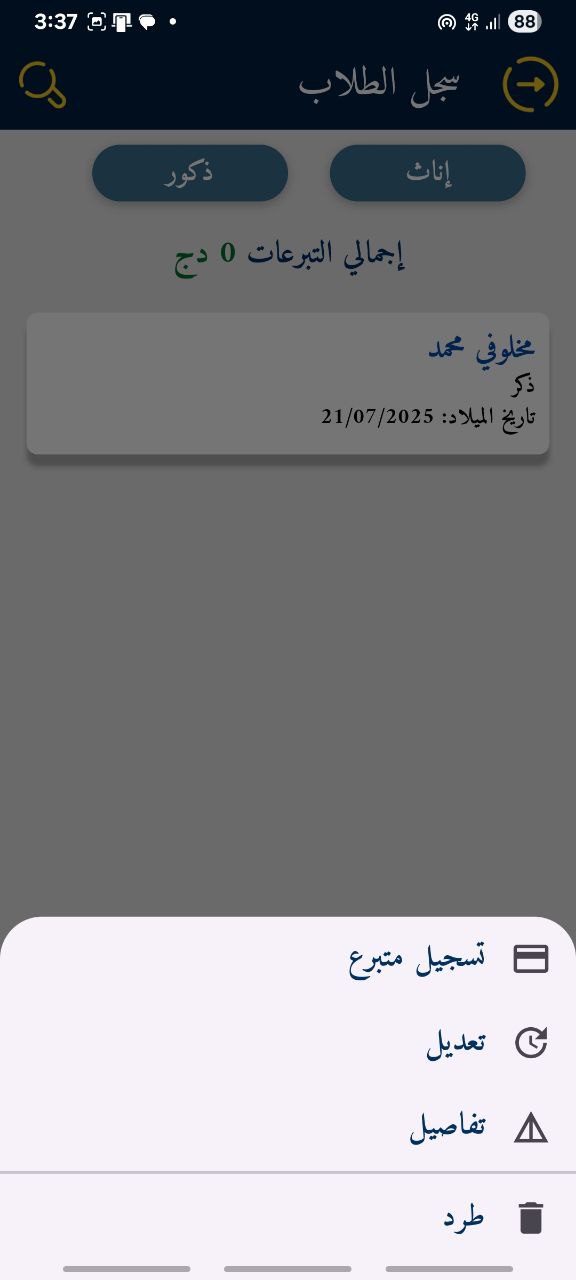 3:37
4G
88
سجل الطلاب
إناث
ذكور
إجمالي التبرعات 0 دج
مخلوفي محمد
ذكر
تاريخ الميلاد: 21/07/2025
تسجيل متبرع
تعديل
تفاصيل
طرد